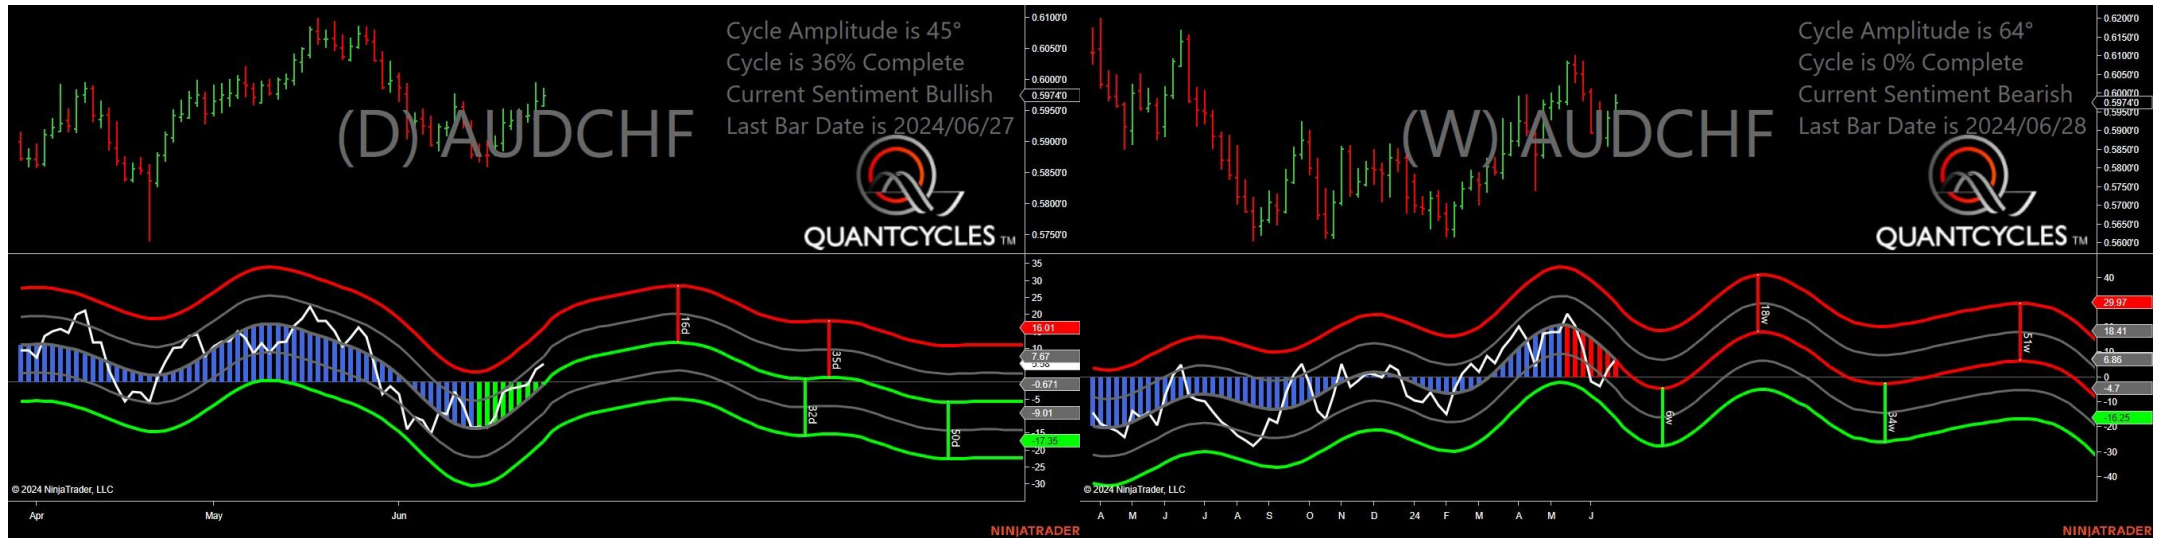 Cycle Amplitude is 45°
Cycle is 36% Complete
Current Sentiment Bullish
Last Bar Date is 2024/06/27
(D) AUDCHF
QUANTCYCLES TM
0.6100'0
0.6050'0
0.6000'0
0.5974'0
0.5950'0
0.5900'0
0.5850'0
0.5800'0
0.5750'0
35
30
25
20
16.01
10
7.67
-0.671
-5
-9.01
-15
-17.35
-20
-25
-30
16d
35d
32d
50d
© 2024 NinjaTrader, LLC
Apr May Jun
NINJATRADER
Cycle Amplitude is 64°
Cycle is 0% Complete
Current Sentiment Bearish
Last Bar Date is 2024/06/28
(W) AUDCHF
QUANTCYCLES TM
0.6200'0
0.6150'0
0.6100'0
0.6050'0
0.6000'0
0.5974'0
0.5950'0
0.5900'0
0.5850'0
0.5800'0
0.5750'0
0.5700'0
0.5650'0
0.5600'0
40
29.97
18.41
10
6.86
0
-4.7
-10
-16.25
-20
-30
-40
18w
51w
6w
34w
© 2024 NinjaTrader, LLC
A M J J A S O N D 24 F M A M J
NINJATRADER